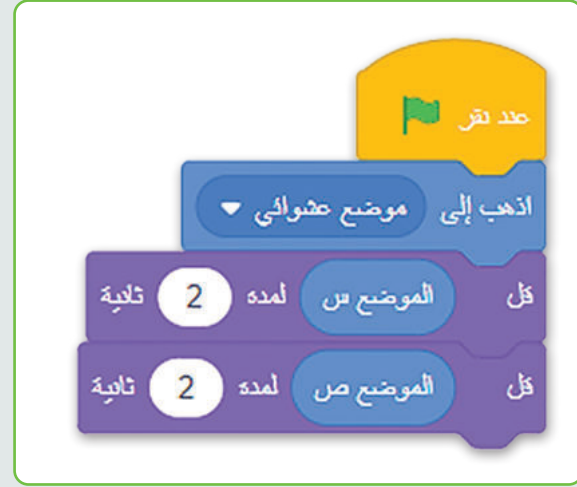 عند نقر
اذهب إلى موضع عشوائي
قل الموضع س لمدة 2 ثانية
قل الموضع ص لمدة 2 ثانية